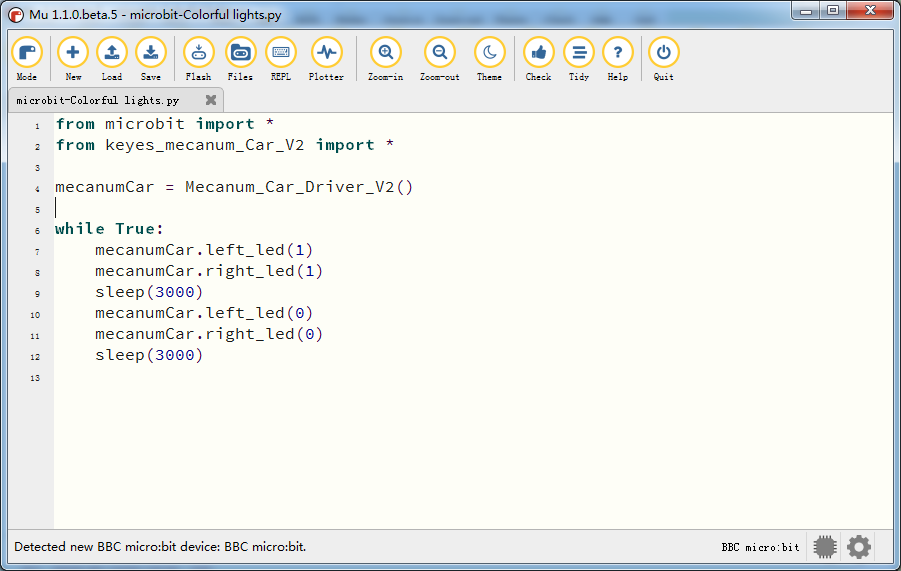 Mu 1.1.0.beta.5 - microbit-Colorful lights.py
Mode New Load Save Flash Files REPL Plotter Zoom-in Zoom-out Theme Check Tidy Help Quit
microbit-Colorful lights.py
1 from microbit import *
2 from keyes_mecanum_Car_V2 import *
3
4 mecanumCar = Mecanum_Car_Driver_V2()
5
6 while True:
7 mecanumCar.left_led(1)
8 mecanumCar.right_led(1)
9 sleep(3000)
10 mecanumCar.left_led(0)
11 mecanumCar.right_led(0)
12 sleep(3000)
13
Detected new BBC micro:bit device: BBC micro:bit. BBC micro:bit